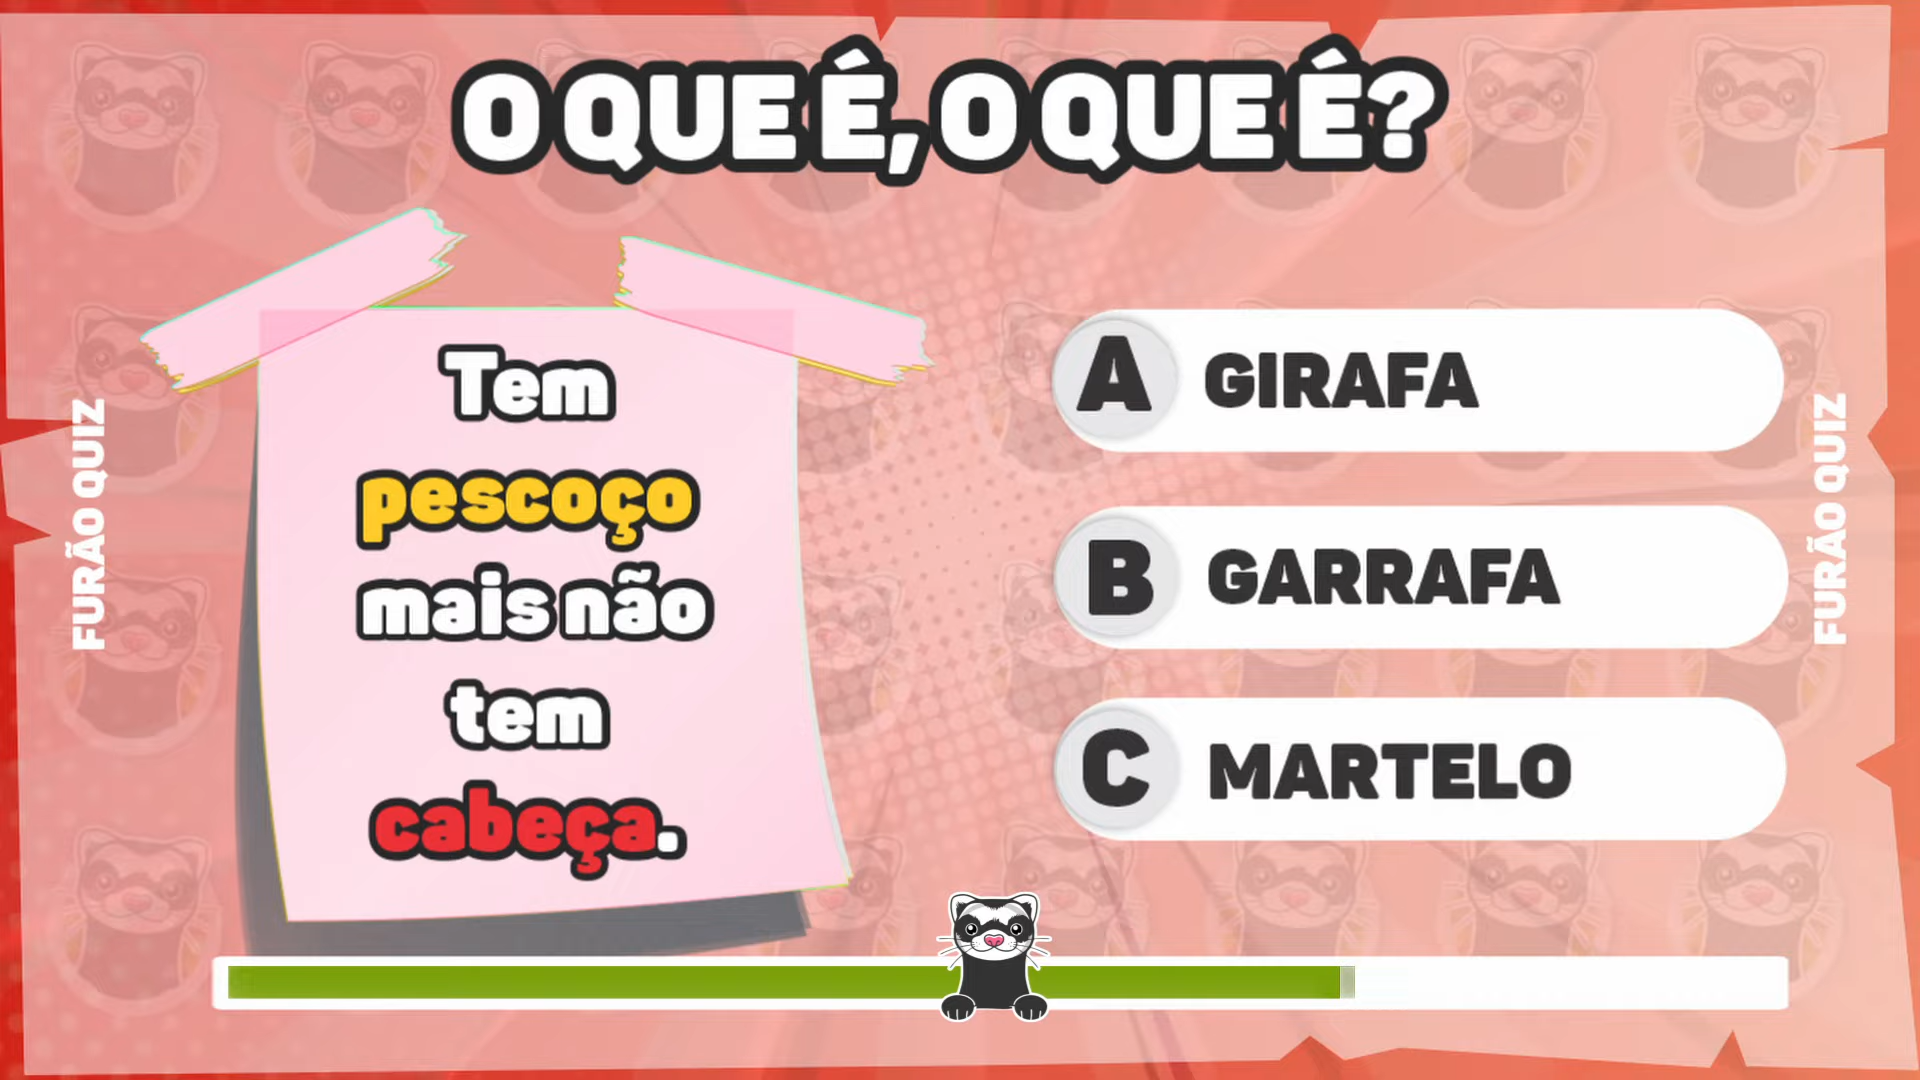 O QUE É, O QUE É?
Tem
pescoço
mais não
tem
cabeça.
A GIRAFA
B GARRAFA
C MARTELO
FURÃO QUIZ
FURÃO QUIZ